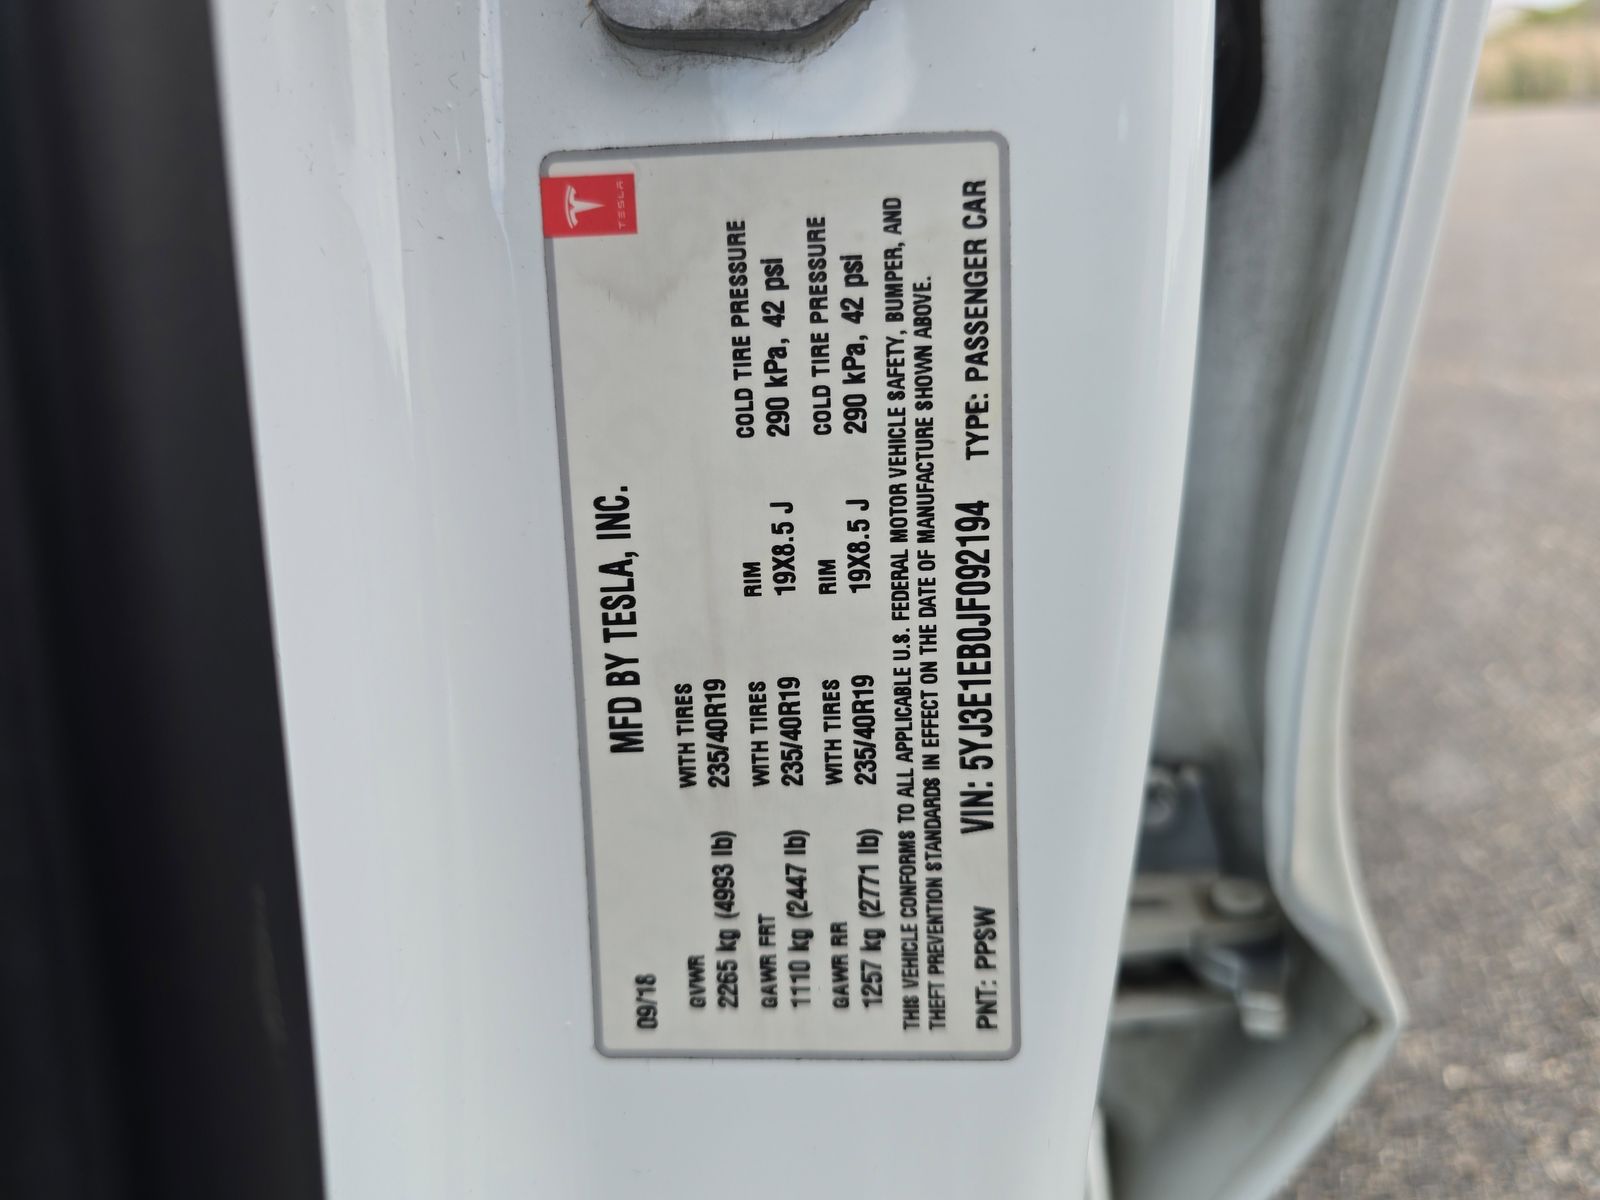 TESLA
MFD BY TESLA, INC.
09/18
GVWR WITH TIRES
2265 kg (4993 lb) 235/40R19
GAWR FRT WITH TIRES RIM COLD TIRE PRESSURE
1110 kg (2447 lb) 235/40R19 19X8.5 J 290 kPa, 42 psi
GAWR RR WITH TIRES RIM COLD TIRE PRESSURE
1257 kg (2771 lb) 235/40R19 19X8.5 J 290 kPa, 42 psi
THIS VEHICLE CONFORMS TO ALL APPLICABLE U.S. FEDERAL MOTOR VEHICLE SAFETY, BUMPER, AND
THEFT PREVENTION STANDARDS IN EFFECT ON THE DATE OF MANUFACTURE SHOWN ABOVE.
PNT: PPSW VIN: 5YJ3E1EB0JF092194 TYPE: PASSENGER CAR